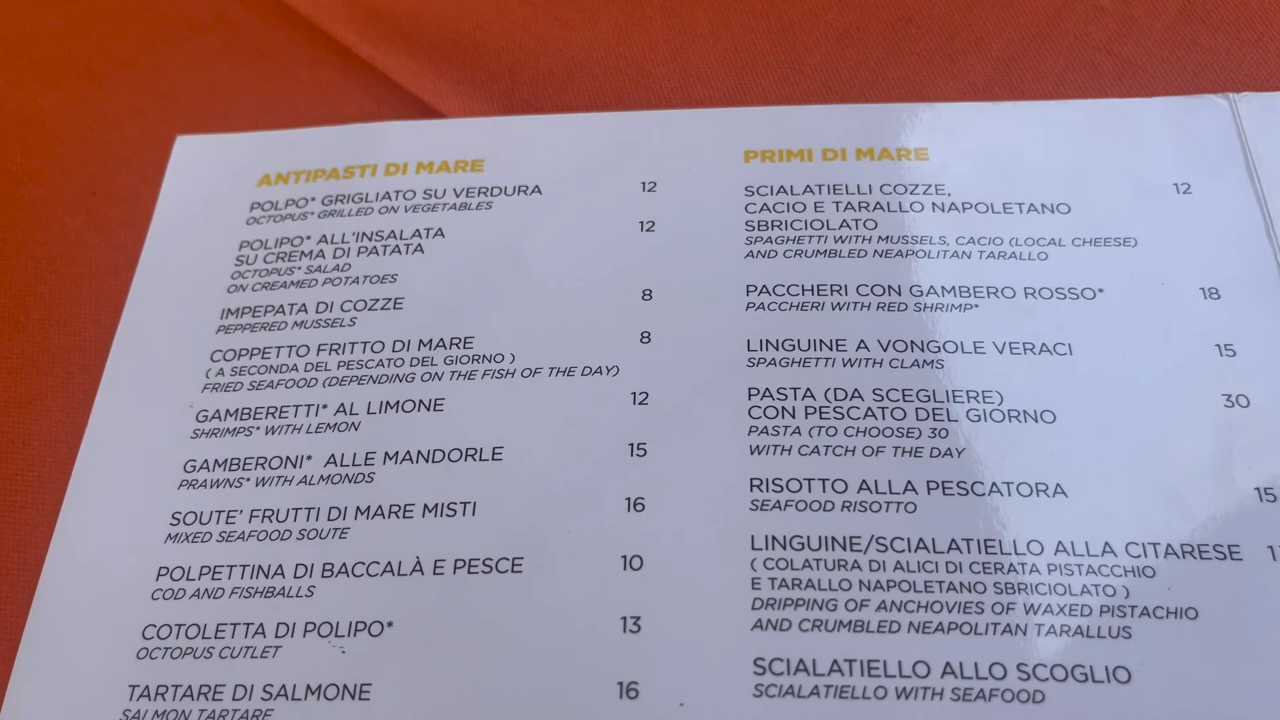 ANTIPASTI DI MARE
POLPO* GRIGLIATO SU VERDURA 12
OCTOPUS* GRILLED ON VEGETABLES
POLIPO* ALL'INSALATA 12
SU CREMA DI PATATA
OCTOPUS* SALAD
ON CREAMED POTATOES
IMPEPATA DI COZZE 8
PEPPERED MUSSELS
COPPETTO FRITTO DI MARE 8
( A SECONDA DEL PESCATO DEL GIORNO )
FRIED SEAFOOD (DEPENDING ON THE FISH OF THE DAY)
GAMBERETTI* AL LIMONE 12
SHRIMPS* WITH LEMON
GAMBERONI* ALLE MANDORLE 15
PRAWNS* WITH ALMONDS
SOUTE' FRUTTI DI MARE MISTI 16
MIXED SEAFOOD SOUTE
POLPETTINA DI BACCALÀ E PESCE 10
COD AND FISHBALLS
COTOLETTA DI POLIPO* 13
OCTOPUS CUTLET
TARTARE DI SALMONE 16
SALMON TARTARE
PRIMI DI MARE
SCIALATIELLI COZZE, 12
CACIO E TARALLO NAPOLETANO
SBRICIOLATO
SPAGHETTI WITH MUSSELS, CACIO (LOCAL CHEESE)
AND CRUMBLED NEAPOLITAN TARALLO
PACCHERI CON GAMBERO ROSSO* 18
PACCHERI WITH RED SHRIMP*
LINGUINE A VONGOLE VERACI 15
SPAGHETTI WITH CLAMS
PASTA (DA SCEGLIERE) 30
CON PESCATO DEL GIORNO
PASTA (TO CHOOSE) 30
WITH CATCH OF THE DAY
RISOTTO ALLA PESCATORA 15
SEAFOOD RISOTTO
LINGUINE/SCIALATIELLO ALLA CITARESE
( COLATURA DI ALICI DI CERATA PISTACCHIO
E TARALLO NAPOLETANO SBRICIOLATO )
DRIPPING OF ANCHOVIES OF WAXED PISTACHIO
AND CRUMBLED NEAPOLITAN TARALLUS
SCIALATIELLO ALLO SCOGLIO
SCIALATIELLO WITH SEAFOOD